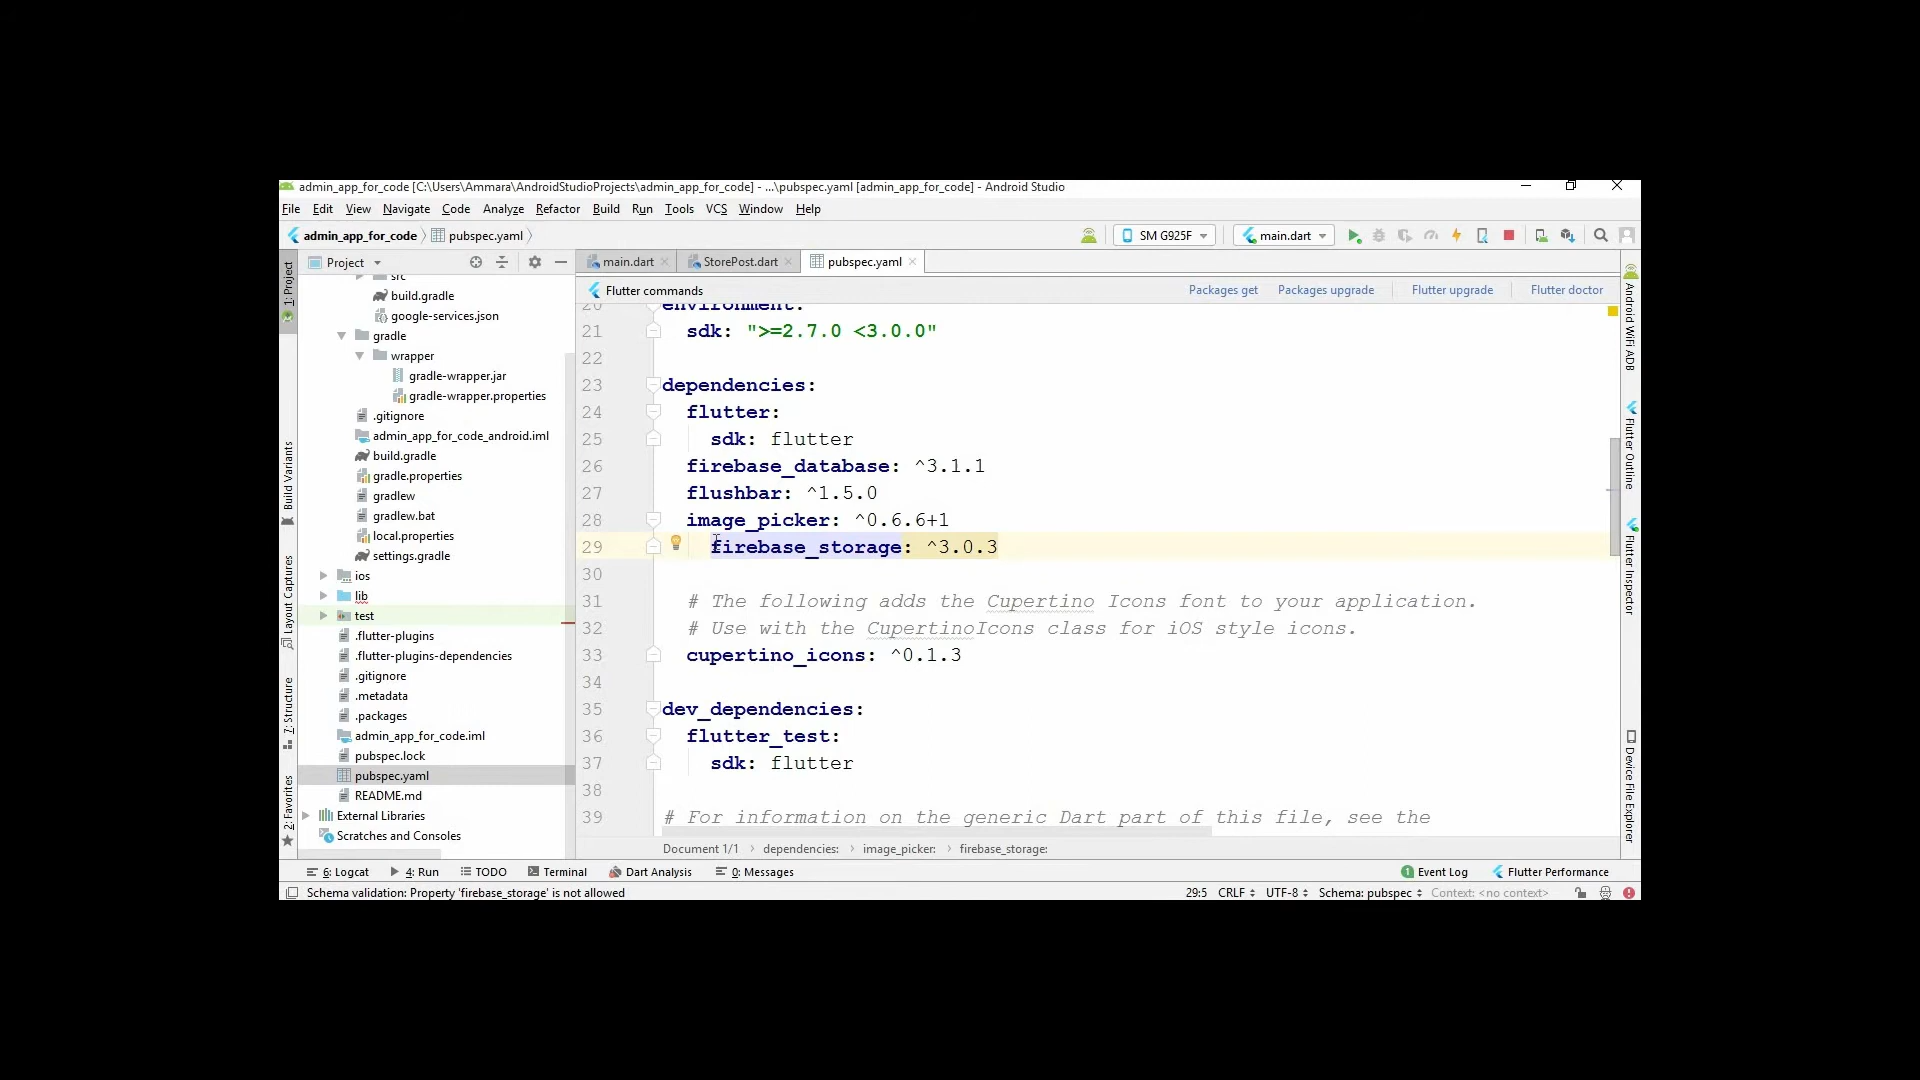 admin_app_for_code [C:\Users\Ammara\AndroidStudioProjects\admin_app_for_code] - ...\pubspec.yaml [admin_app_for_code] - Android Studio
File Edit View Navigate Code Analyze Refactor Build Run Tools VCS Window Help
admin_app_for_code pubspec.yaml
SM G925F main.dart
Project
main.dart StorePost.dart pubspec.yaml
Flutter commands Packages get Packages upgrade Flutter upgrade Flutter doctor
1: Project
Build Variants
Layout Captures
7: Structure
2: Favorites
src
build.gradle
google-services.json
gradle
wrapper
gradle-wrapper.jar
gradle-wrapper.properties
.gitignore
admin_app_for_code_android.iml
build.gradle
gradle.properties
gradlew
gradlew.bat
local.properties
settings.gradle
ios
lib
test
.flutter-plugins
.flutter-plugins-dependencies
.gitignore
.metadata
.packages
admin_app_for_code.iml
pubspec.lock
pubspec.yaml
README.md
External Libraries
Scratches and Consoles
20 environment:
21 sdk: ">=2.7.0 <3.0.0"
22
23 dependencies:
24 flutter:
25 sdk: flutter
26 firebase_database: ^3.1.1
27 flushbar: ^1.5.0
28 image_picker: ^0.6.6+1
29 firebase_storage: ^3.0.3
30
31 # The following adds the Cupertino Icons font to your application.
32 # Use with the CupertinoIcons class for iOS style icons.
33 cupertino_icons: ^0.1.3
34
35 dev_dependencies:
36 flutter_test:
37 sdk: flutter
38
39 # For information on the generic Dart part of this file, see the
Document 1/1 dependencies: image_picker: firebase_storage:
Android WiFi ADB
Flutter Outline
Flutter Inspector
Device File Explorer
6: Logcat 4: Run TODO Terminal Dart Analysis 0: Messages 1 Event Log Flutter Performance
Schema validation: Property 'firebase_storage' is not allowed 29:5 CRLF UTF-8 Schema: pubspec Context: <no context>